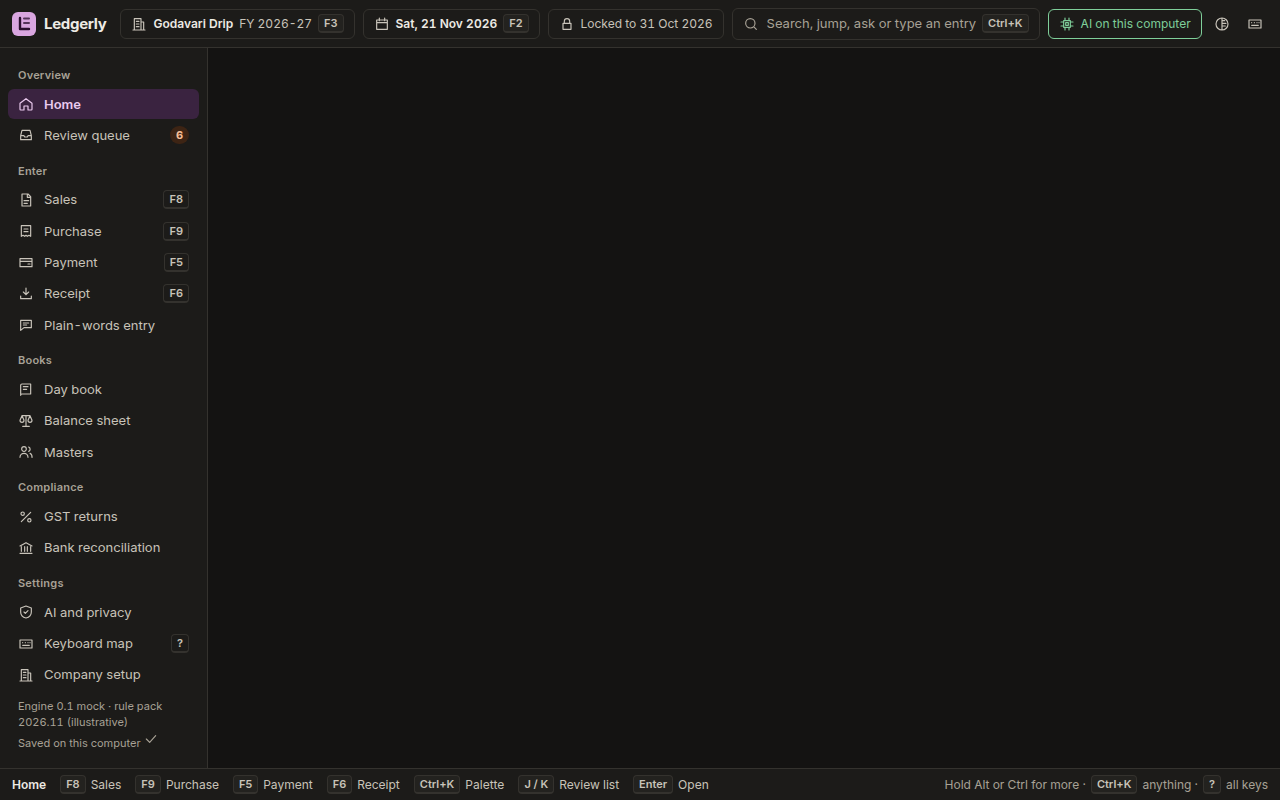 Ledgerly
Godavari Drip FY 2026-27 F3
Sat, 21 Nov 2026 F2
Locked to 31 Oct 2026
Search, jump, ask or type an entry Ctrl+K
AI on this computer
Overview
Home
Review queue 6
Enter
Sales F8
Purchase F9
Payment F5
Receipt F6
Plain-words entry
Books
Day book
Balance sheet
Masters
Compliance
GST returns
Bank reconciliation
Settings
AI and privacy
Keyboard map ?
Company setup
Engine 0.1 mock · rule pack
2026.11 (illustrative)
Saved on this computer
Home F8 Sales F9 Purchase F5 Payment F6 Receipt Ctrl+K Palette J / K Review list Enter Open
Hold Alt or Ctrl for more · Ctrl+K anything · ? all keys